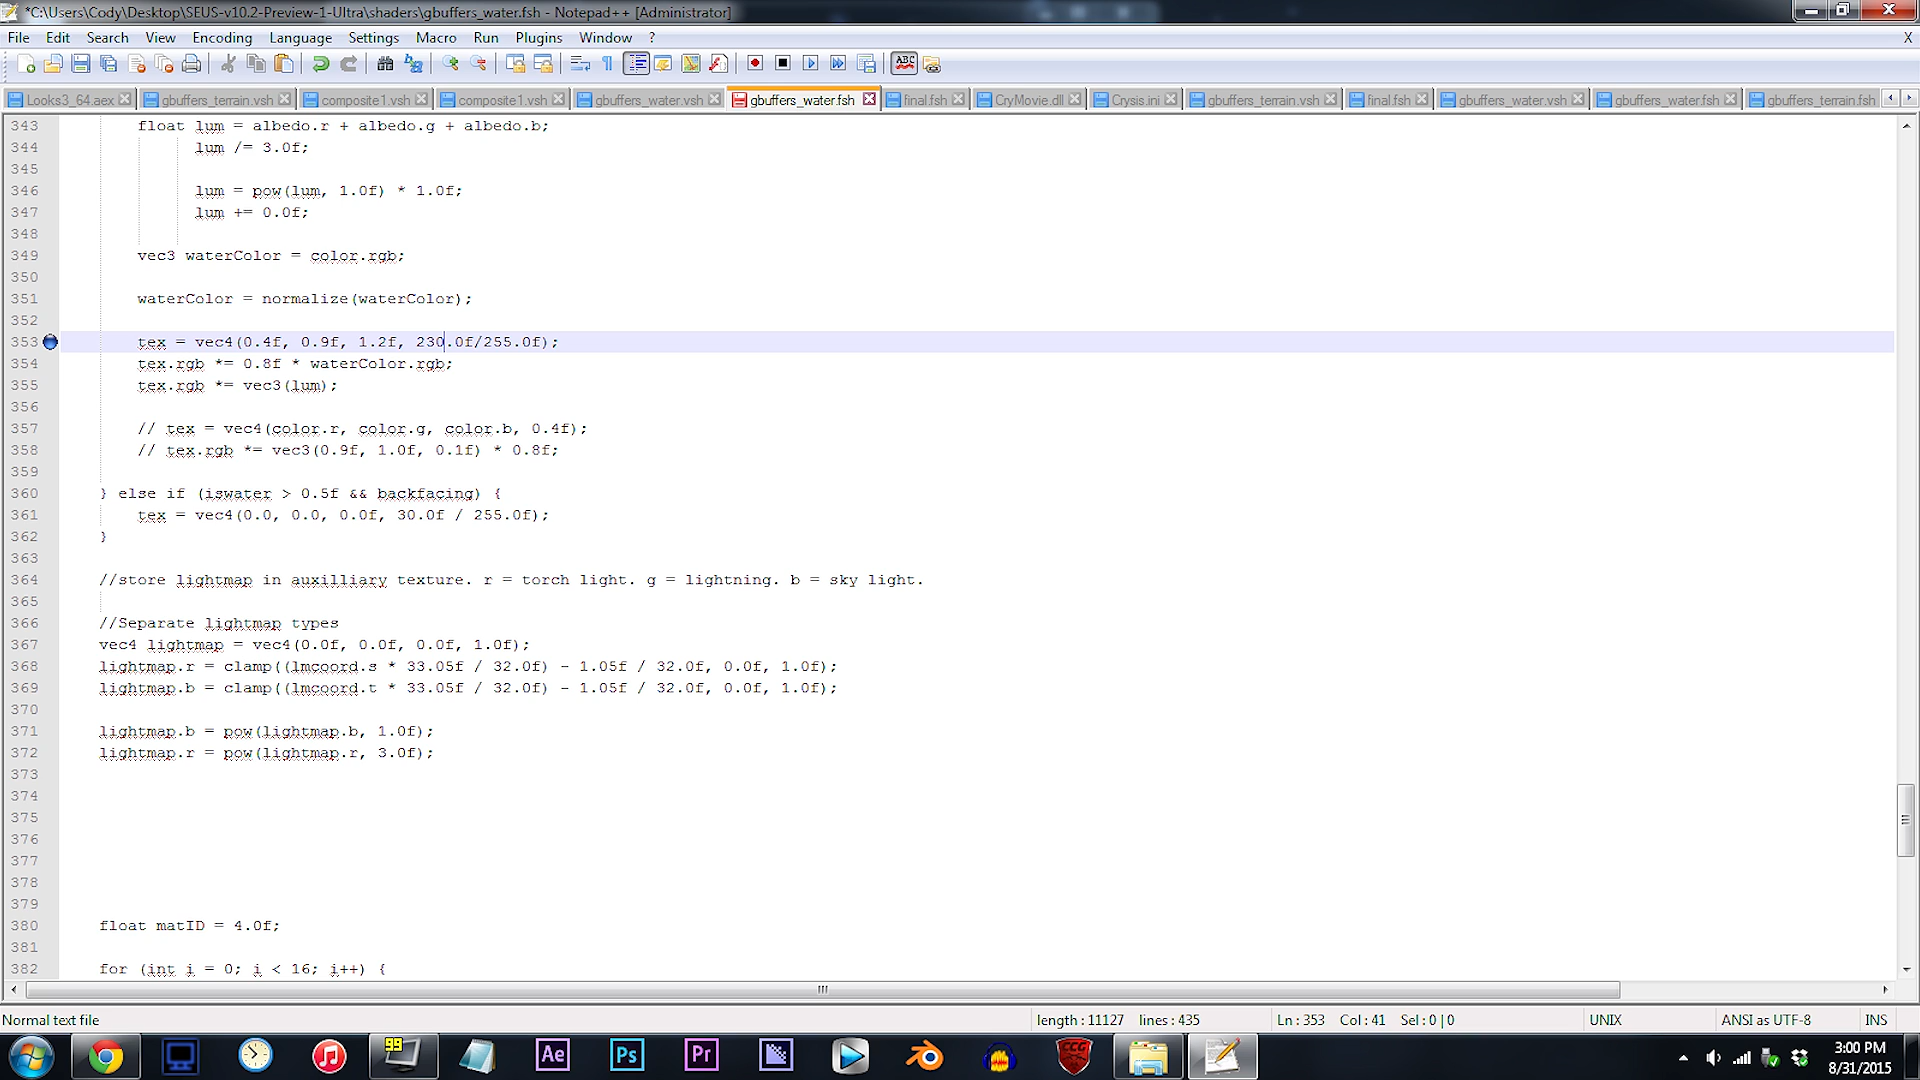 *C:\Users\Cody\Desktop\SEUS-v10.2-Preview-1-Ultra\shaders\gbuffers_water.fsh - Notepad++ [Administrator]
File Edit Search View Encoding Language Settings Macro Run Plugins Window ? X
Looks3_64.aex gbuffers_terrain.vsh composite1.vsh composite1.vsh gbuffers_water.vsh gbuffers_water.fsh final.fsh CryMovie.dll Crysis.ini gbuffers_terrain.vsh final.fsh gbuffers_water.vsh gbuffers_water.fsh gbuffers_terrain.fsh
343 float lum = albedo.r + albedo.g + albedo.b;
344 lum /= 3.0f;
345
346 lum = pow(lum, 1.0f) * 1.0f;
347 lum += 0.0f;
348
349 vec3 waterColor = color.rgb;
350
351 waterColor = normalize(waterColor);
352
353 tex = vec4(0.4f, 0.9f, 1.2f, 230.0f/255.0f);
354 tex.rgb *= 0.8f * waterColor.rgb;
355 tex.rgb *= vec3(lum);
356
357 // tex = vec4(color.r, color.g, color.b, 0.4f);
358 // tex.rgb *= vec3(0.9f, 1.0f, 0.1f) * 0.8f;
359
360 } else if (iswater > 0.5f && backfacing) {
361 tex = vec4(0.0, 0.0, 0.0f, 30.0f / 255.0f);
362 }
363
364 //store lightmap in auxilliary texture. r = torch light. g = lightning. b = sky light.
365
366 //Separate lightmap types
367 vec4 lightmap = vec4(0.0f, 0.0f, 0.0f, 1.0f);
368 lightmap.r = clamp((lmcoord.s * 33.05f / 32.0f) - 1.05f / 32.0f, 0.0f, 1.0f);
369 lightmap.b = clamp((lmcoord.t * 33.05f / 32.0f) - 1.05f / 32.0f, 0.0f, 1.0f);
370
371 lightmap.b = pow(lightmap.b, 1.0f);
372 lightmap.r = pow(lightmap.r, 3.0f);
373
374
375
376
377
378
379
380 float matID = 4.0f;
381
382 for (int i = 0; i < 16; i++) {
Normal text file length : 11127 lines : 435 Ln : 353 Col : 41 Sel : 0 | 0 UNIX ANSI as UTF-8 INS
99 Ae Ps Pr CCC 3:00 PM
8/31/2015